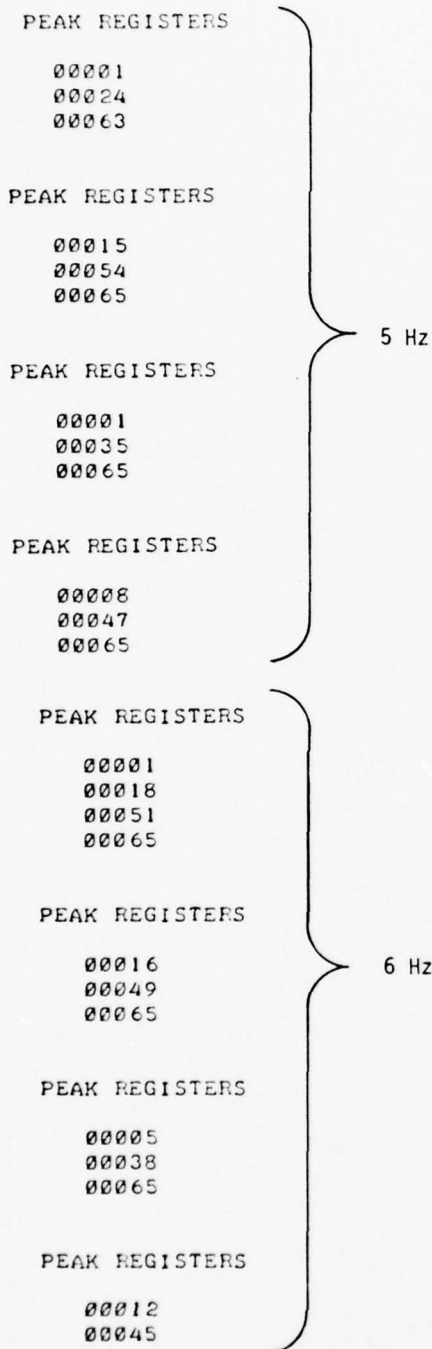 PEAK REGISTERS
00001
00024
00063
PEAK REGISTERS
00015
00054
00065
5 Hz
PEAK REGISTERS
00001
00035
00065
PEAK REGISTERS
00008
00047
00065
PEAK REGISTERS
00001
00018
00051
00065
PEAK REGISTERS
00016
00049
00065
6 Hz
PEAK REGISTERS
00005
00038
00065
PEAK REGISTERS
00012
00045